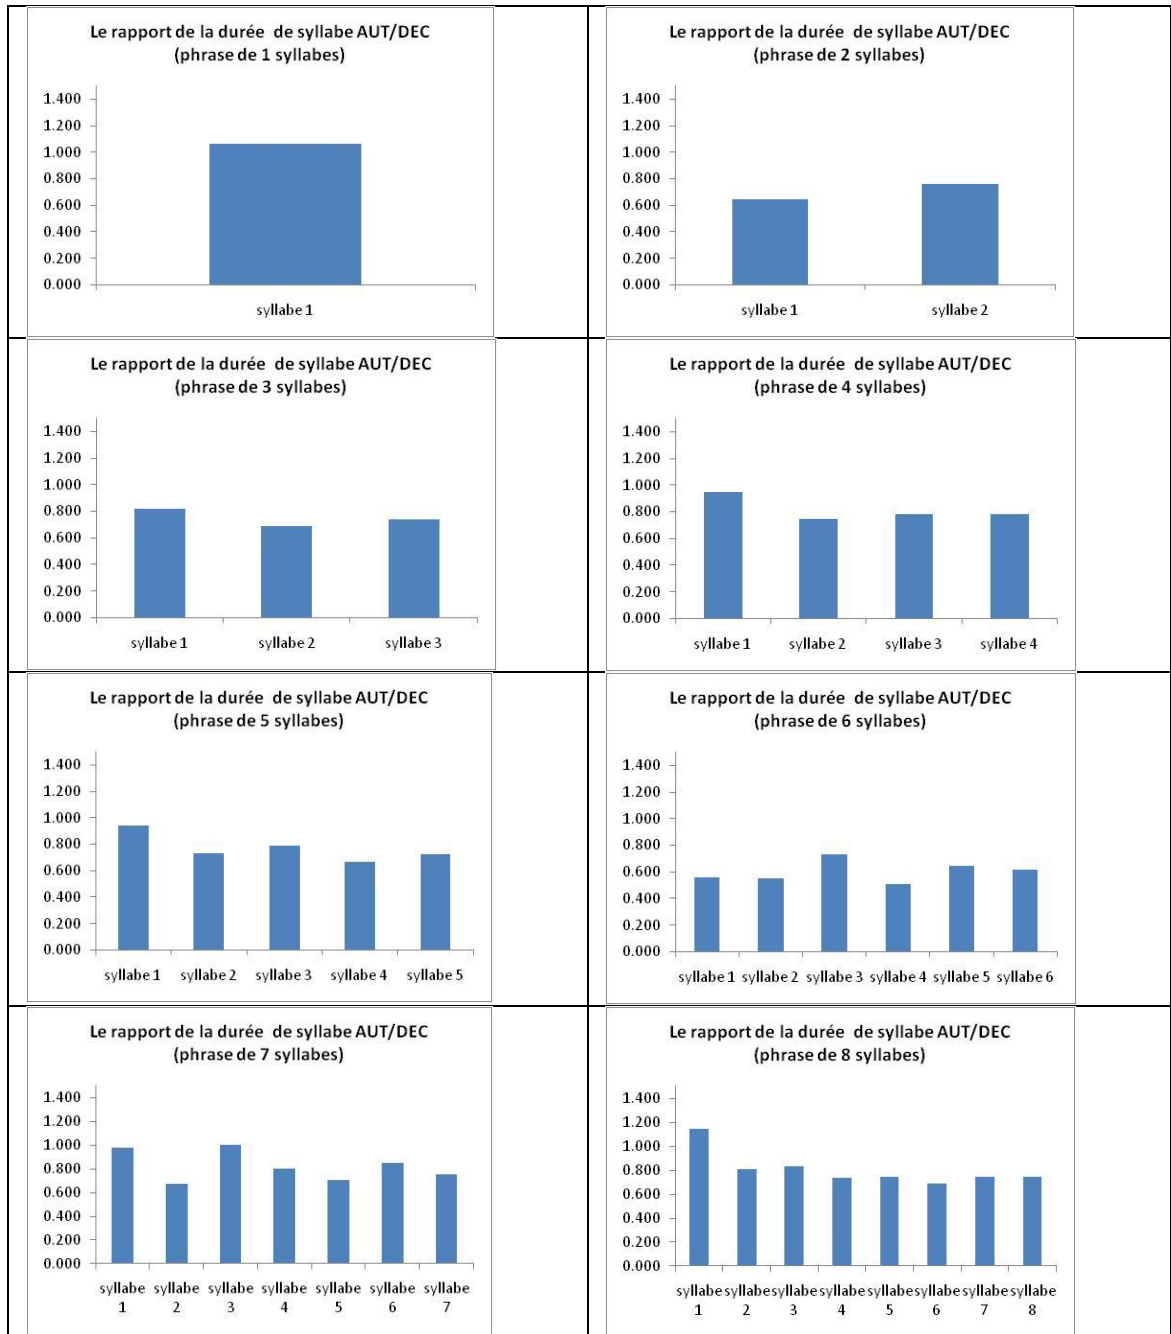 Le rapport de la durée de syllabe AUT/DEC
(phrase de 1 syllabes)
1.400
1.200
1.000
0.800
0.600
0.400
0.200
0.000
syllabe 1
Le rapport de la durée de syllabe AUT/DEC
(phrase de 2 syllabes)
1.400
1.200
1.000
0.800
0.600
0.400
0.200
0.000
syllabe 1 syllabe 2
Le rapport de la durée de syllabe AUT/DEC
(phrase de 3 syllabes)
1.400
1.200
1.000
0.800
0.600
0.400
0.200
0.000
syllabe 1 syllabe 2 syllabe 3
Le rapport de la durée de syllabe AUT/DEC
(phrase de 4 syllabes)
1.400
1.200
1.000
0.800
0.600
0.400
0.200
0.000
syllabe 1 syllabe 2 syllabe 3 syllabe 4
Le rapport de la durée de syllabe AUT/DEC
(phrase de 5 syllabes)
1.400
1.200
1.000
0.800
0.600
0.400
0.200
0.000
syllabe 1 syllabe 2 syllabe 3 syllabe 4 syllabe 5
Le rapport de la durée de syllabe AUT/DEC
(phrase de 6 syllabes)
1.400
1.200
1.000
0.800
0.600
0.400
0.200
0.000
syllabe 1 syllabe 2 syllabe 3 syllabe 4 syllabe 5 syllabe 6
Le rapport de la durée de syllabe AUT/DEC
(phrase de 7 syllabes)
1.400
1.200
1.000
0.800
0.600
0.400
0.200
0.000
syllabe syllabe syllabe syllabe syllabe syllabe syllabe
1 2 3 4 5 6 7
Le rapport de la durée de syllabe AUT/DEC
(phrase de 8 syllabes)
1.400
1.200
1.000
0.800
0.600
0.400
0.200
0.000
syllabe syllabe syllabe syllabe syllabe syllabe syllabe syllabe
1 2 3 4 5 6 7 8